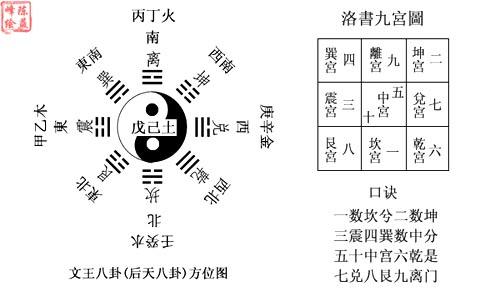 陈益峰绘
丙丁火
南
离
東南
巽
西南
坤
甲乙木
東
震
戊己土
兑
西
庚辛金
東北
艮
西北
乾
坎
北
壬癸水
文王八卦(后天八卦)方位图
洛書九宮圖
巽宮 四
離宮 九
坤宮 二
震宮 三
中宮 五 十
兌宮 七
艮宮 八
坎宮 一
乾宮 六
口诀
一数坎兮二数坤
三震四巽数中分
五十中宫六乾是
七兑八艮九离门